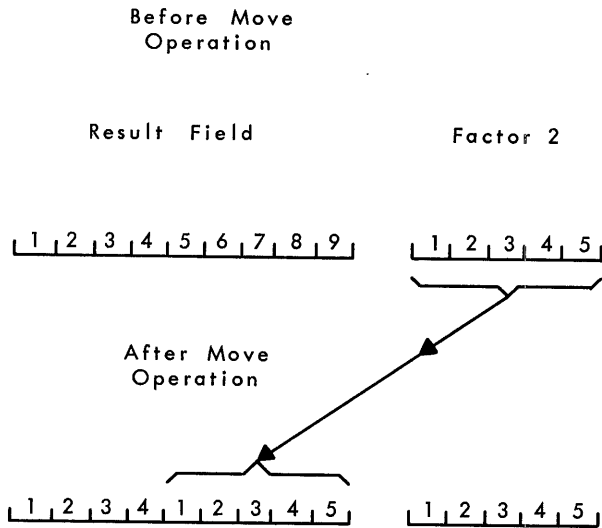 Before Move
Operation
Result Field
Factor 2
1 2 3 4 5 6 7 8 9
1 2 3 4 5
After Move
Operation
1 2 3 4 1 2 3 4 5
1 2 3 4 5